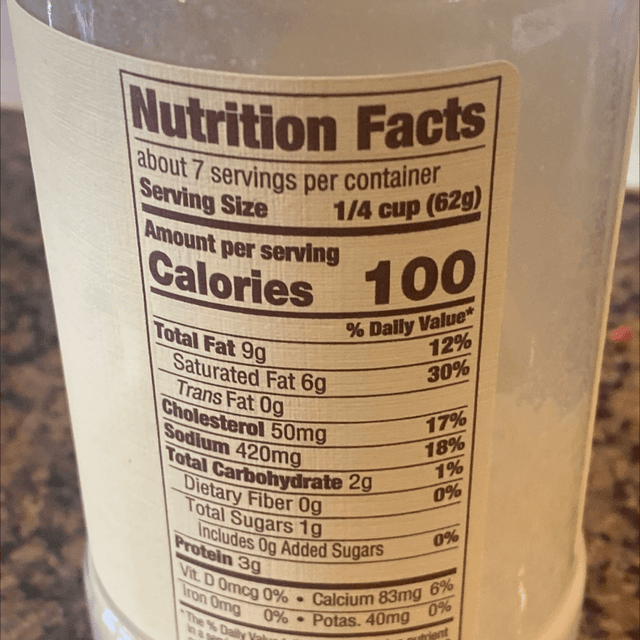 Nutrition Facts
about 7 servings per container
Serving Size 1/4 cup (62g)
Amount per serving
Calories 100
% Daily Value*
Total Fat 9g 12%
Saturated Fat 6g 30%
Trans Fat 0g
Cholesterol 50mg 17%
Sodium 420mg 18%
Total Carbohydrate 2g 1%
Dietary Fiber 0g 0%
Total Sugars 1g
Includes 0g Added Sugars 0%
Protein 3g
Vit. D 0mcg 0% • Calcium 83mg 6%
Iron 0mg 0% • Potas. 40mg 0%
*The % Daily
nutrient